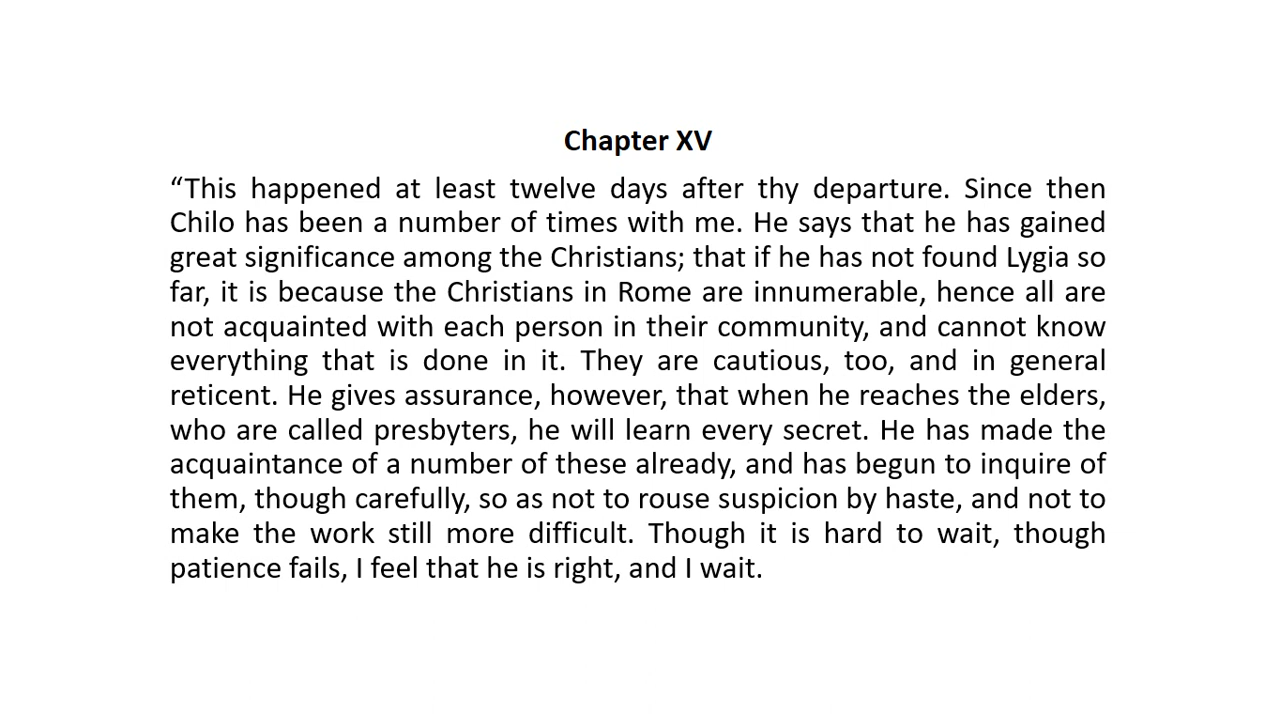 Chapter XV
“This happened at least twelve days after thy departure. Since then
Chilo has been a number of times with me. He says that he has gained
great significance among the Christians; that if he has not found Lygia so
far, it is because the Christians in Rome are innumerable, hence all are
not acquainted with each person in their community, and cannot know
everything that is done in it. They are cautious, too, and in general
reticent. He gives assurance, however, that when he reaches the elders,
who are called presbyters, he will learn every secret. He has made the
acquaintance of a number of these already, and has begun to inquire of
them, though carefully, so as not to rouse suspicion by haste, and not to
make the work still more difficult. Though it is hard to wait, though
patience fails, I feel that he is right, and I wait.